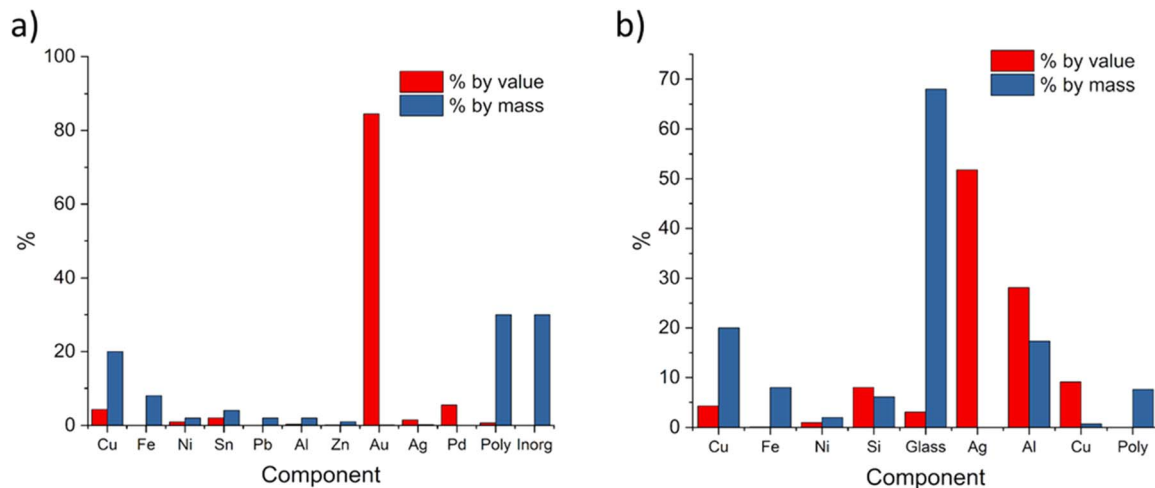 a)
100
80
60
40
20
0
%
% by value
% by mass
Cu Fe Ni Sn Pb Al Zn Au Ag Pd Poly Inorg
Component
b)
70
60
50
40
30
20
10
0
%
% by value
% by mass
Cu Fe Ni Si Glass Ag Al Cu Poly
Component